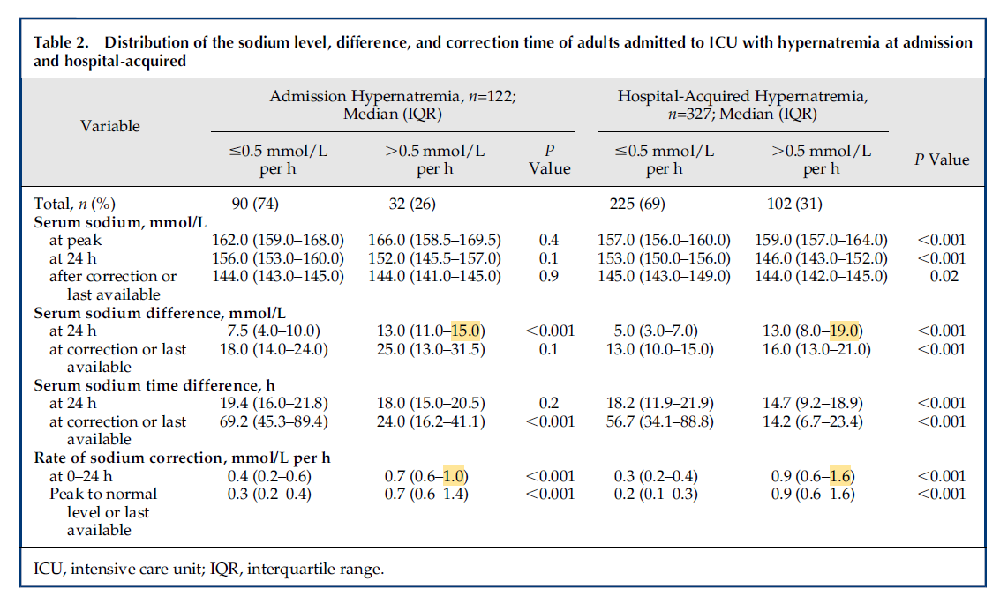 Table 2. Distribution of the sodium level, difference, and correction time of adults admitted to ICU with hypernatremia at admission
and hospital-acquired
Variable
Admission Hypernatremia, n=122;
Median (IQR)
Hospital-Acquired Hypernatremia,
n=327; Median (IQR)
≤0.5 mmol/L
per h
>0.5 mmol/L
per h
P
Value
≤0.5 mmol/L
per h
>0.5 mmol/L
per h
P Value
Total, n (%) 90 (74) 32 (26) 225 (69) 102 (31)
Serum sodium, mmol/L
at peak 162.0 (159.0–168.0) 166.0 (158.5–169.5) 0.4 157.0 (156.0–160.0) 159.0 (157.0–164.0) <0.001
at 24 h 156.0 (153.0–160.0) 152.0 (145.5–157.0) 0.1 153.0 (150.0–156.0) 146.0 (143.0–152.0) <0.001
after correction or 144.0 (143.0–145.0) 144.0 (141.0–145.0) 0.9 145.0 (143.0–149.0) 144.0 (142.0–145.0) 0.02
last available
Serum sodium difference, mmol/L
at 24 h 7.5 (4.0–10.0) 13.0 (11.0–15.0) <0.001 5.0 (3.0–7.0) 13.0 (8.0–19.0) <0.001
at correction or last 18.0 (14.0–24.0) 25.0 (13.0–31.5) 0.1 13.0 (10.0–15.0) 16.0 (13.0–21.0) <0.001
available
Serum sodium time difference, h
at 24 h 19.4 (16.0–21.8) 18.0 (15.0–20.5) 0.2 18.2 (11.9–21.9) 14.7 (9.2–18.9) <0.001
at correction or last 69.2 (45.3–89.4) 24.0 (16.2–41.1) <0.001 56.7 (34.1–88.8) 14.2 (6.7–23.4) <0.001
available
Rate of sodium correction, mmol/L per h
at 0–24 h 0.4 (0.2–0.6) 0.7 (0.6–1.0) <0.001 0.3 (0.2–0.4) 0.9 (0.6–1.6) <0.001
Peak to normal 0.3 (0.2–0.4) 0.7 (0.6–1.4) <0.001 0.2 (0.1–0.3) 0.9 (0.6–1.6) <0.001
level or last
available
ICU, intensive care unit; IQR, interquartile range.